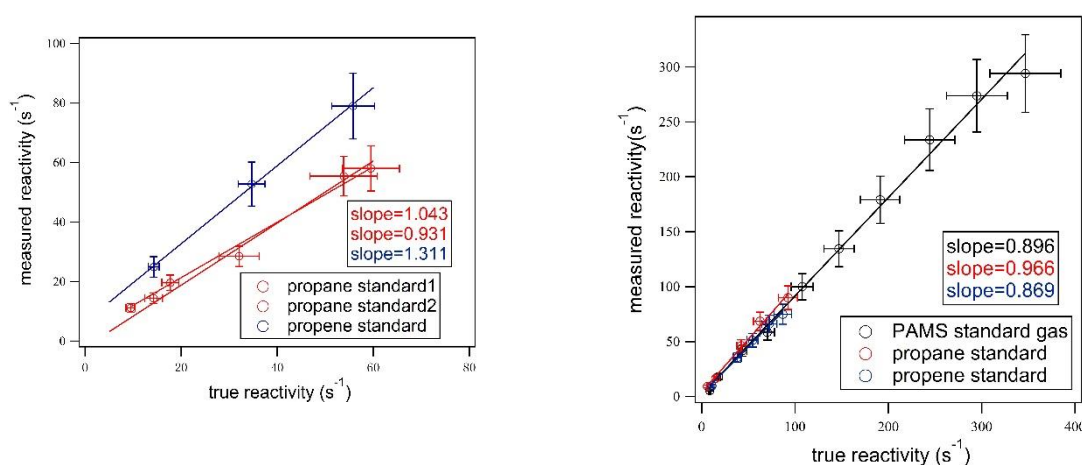 100
80
60
40
20
0
measured reactivity (s⁻¹)
slope=1.043
slope=0.931
slope=1.311
propane standard1
propane standard2
propene standard
0 20 40 60 80
true reactivity (s⁻¹)
300
250
200
150
100
50
0
measured reactivity(s⁻¹)
slope=0.896
slope=0.966
slope=0.869
PAMS standard gas
propane standard
propene standard
0 100 200 300 400
true reactivity (s⁻¹)